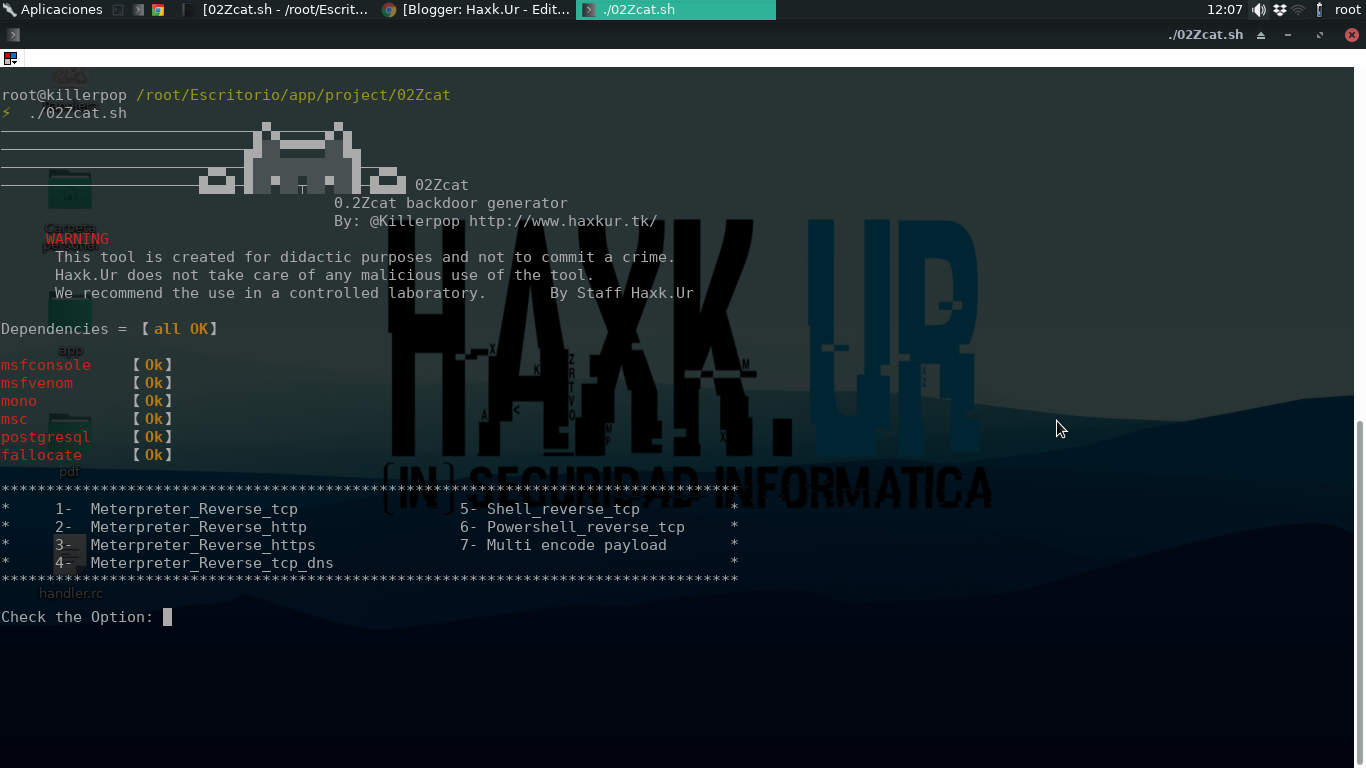 Aplicaciones [02Zcat.sh - /root/Escrit... [Blogger: Haxk.Ur - Edit... ./02Zcat.sh 12:07 root
./02Zcat.sh
root@killerpop /root/Escritorio/app/project/02Zcat
⚡ ./02Zcat.sh
02Zcat
0.2Zcat backdoor generator
By: @Killerpop http://www.haxkur.tk/
Carpeta personal
WARNING
This tool is created for didactic purposes and not to commit a crime.
Haxk.Ur does not take care of any malicious use of the tool.
We recommend the use in a controlled laboratory. By Staff Haxk.Ur
HAXK.UR
Dependencies = 【all OK】
app
msfconsole 【Ok】
msfvenom 【Ok】
mono 【Ok】
msc 【Ok】
postgresql 【Ok】
fallocate 【Ok】
pdf
[IN] SEGURIDAD INFORMATICA
**********************************************************************************
* 1- Meterpreter_Reverse_tcp 5- Shell_reverse_tcp *
* 2- Meterpreter_Reverse_http 6- Powershell_reverse_tcp *
* 3- Meterpreter_Reverse_https 7- Multi encode payload *
* 4- Meterpreter_Reverse_tcp_dns *
**********************************************************************************
handler.rc
Check the Option: